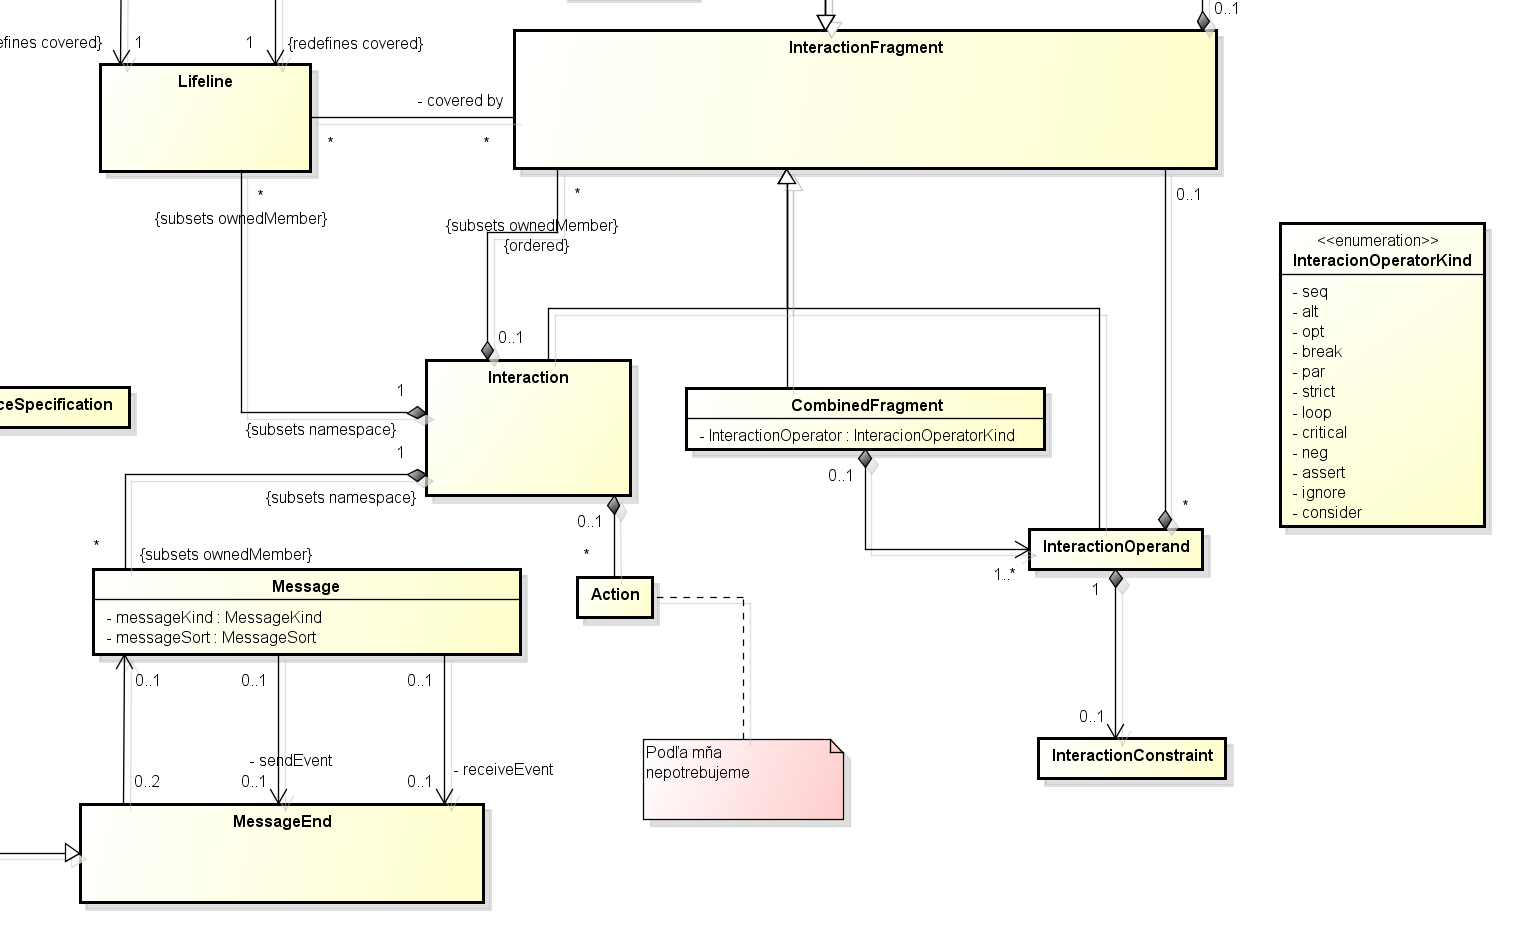 0..1
efines covered}
1
1
{redefines covered}
InteractionFragment
Lifeline
- covered by
*
*
*
{subsets ownedMember}
*
{subsets ownedMember}
{ordered}
0..1
<<enumeration>>
InteracionOperatorKind
- seq
- alt
- opt
- break
- par
- strict
- loop
- critical
- neg
- assert
- ignore
- consider
0..1
Interaction
1
{subsets namespace}
1
{subsets namespace}
ceSpecification
CombinedFragment
- InteractionOperator : InteracionOperatorKind
0..1
*
InteractionOperand
1..*
1
0..1
*
Action
*
{subsets ownedMember}
Message
- messageKind : MessageKind
- messageSort : MessageSort
0..1
0..1
0..1
- sendEvent
- receiveEvent
0..2
0..1
0..1
MessageEnd
Podľa mňa
nepotrebujeme
0..1
InteractionConstraint